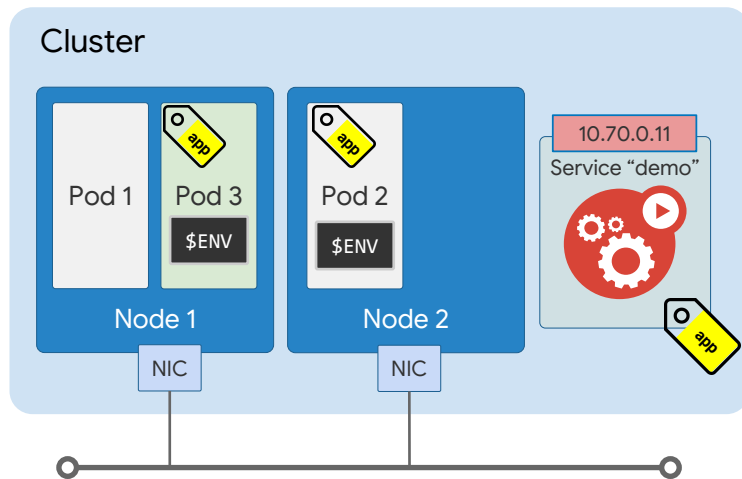 Cluster
10.70.0.11
Service “demo”
app
app
Pod 1
Pod 3
Pod 2
$ENV
$ENV
Node 1
Node 2
app
NIC
NIC